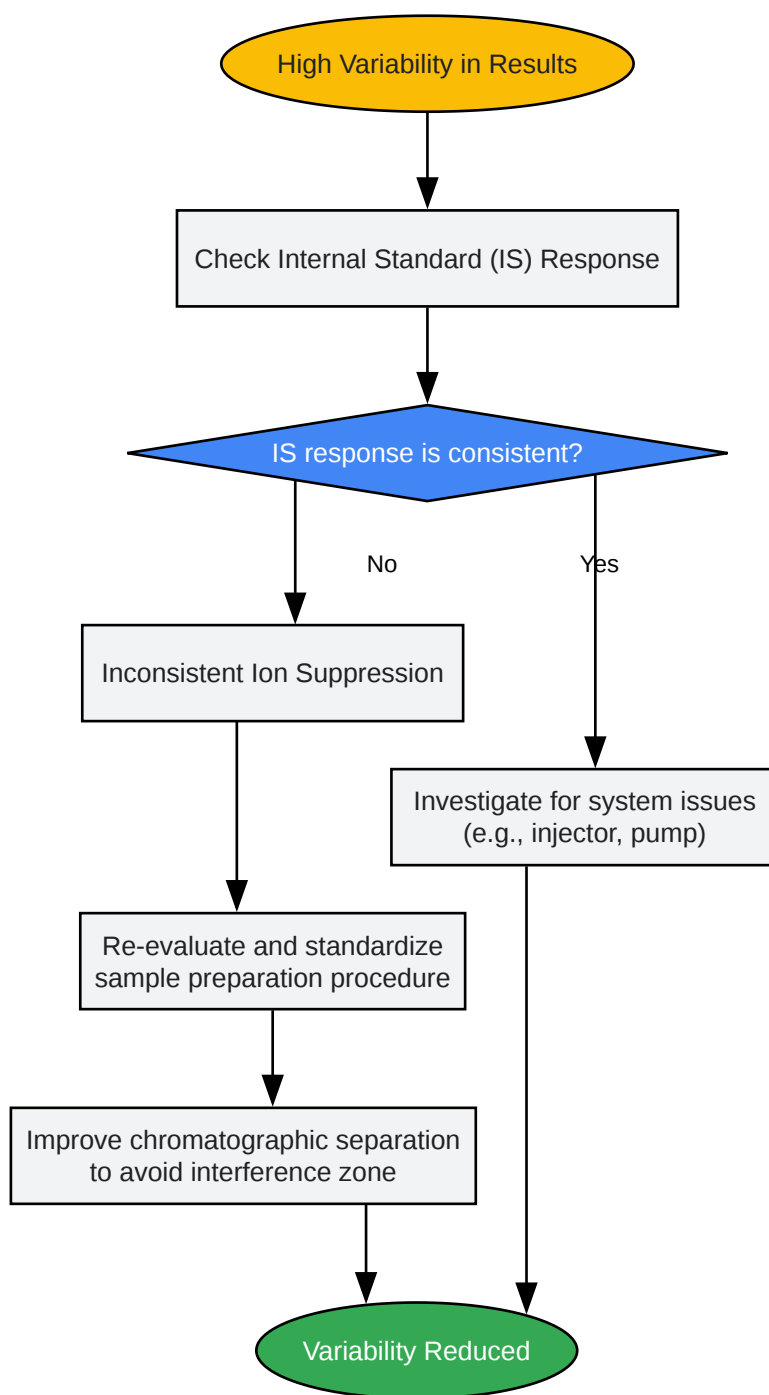 High Variability in Results
Check Internal Standard (IS) Response
IS response is consistent?
No
Yes
Inconsistent Ion Suppression
Investigate for system issues
(e.g., injector, pump)
Re-evaluate and standardize
sample preparation procedure
Improve chromatographic separation
to avoid interference zone
Variability Reduced